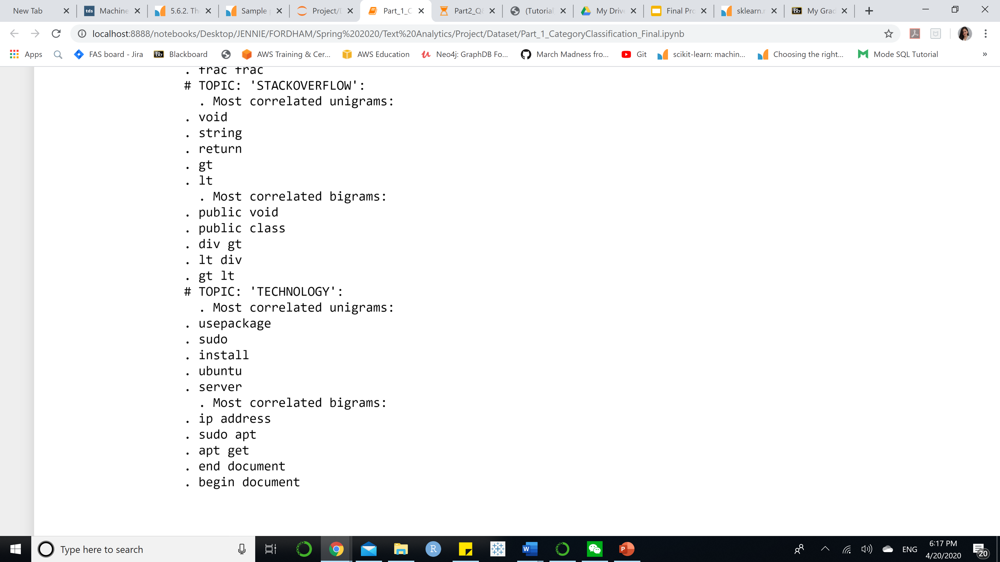 New Tab
Machine
5.6.2. Th
Sample
Project/
Part_1_C
Part2_Q&
(Tutorial
My Drive
Final Pro
sklearn.
My Grad
localhost:8888/notebooks/Desktop/JENNIE/FORDHAM/Spring%202020/Text%20Analytics/Project/Dataset/Part_1_CategoryClassification_Final.ipynb
Apps
FAS board - Jira
Blackboard
AWS Training & Cer...
AWS Education
Neo4j: GraphDB Fo...
March Madness fro...
Git
scikit-learn: machin...
Choosing the right...
Mode SQL Tutorial
»
. frac frac
# TOPIC: 'STACKOVERFLOW':
. Most correlated unigrams:
. void
. string
. return
. gt
. lt
. Most correlated bigrams:
. public void
. public class
. div gt
. lt div
. gt lt
# TOPIC: 'TECHNOLOGY':
. Most correlated unigrams:
. usepackage
. sudo
. install
. ubuntu
. server
. Most correlated bigrams:
. ip address
. sudo apt
. apt get
. end document
. begin document
Type here to search
ENG
6:17 PM
4/20/2020
20